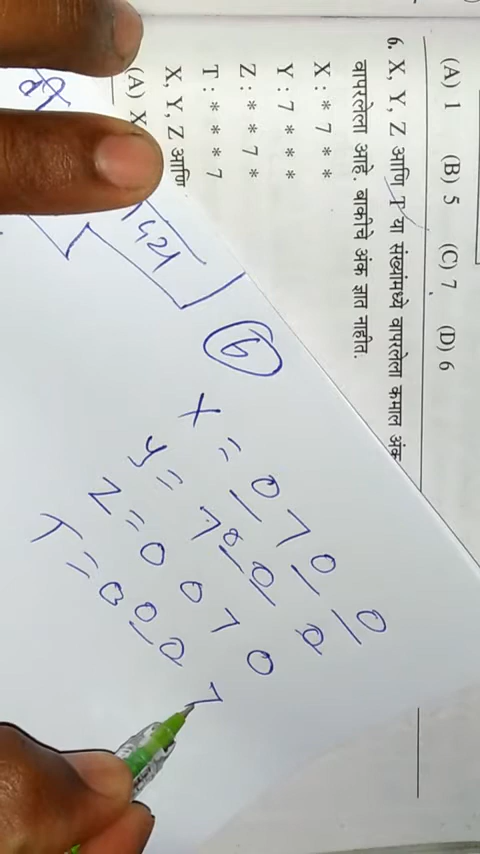 (A) 1 (B) 5 (C) 7 (D) 6
6. X, Y, Z आणि T या संख्यांमध्ये वापरलेला कमाल अंक
वापरलेला आहे. बाकीचे अंक ज्ञात नाहीत.
X : * 7 * *
Y : 7 * * *
Z : * * 7 *
T : * * * 7
X, Y, Z आणि
(A) X
6
X = 0 7 0 0
Y = 7 0 0 0
Z = 0 0 7 0
T = 0 0 0 7